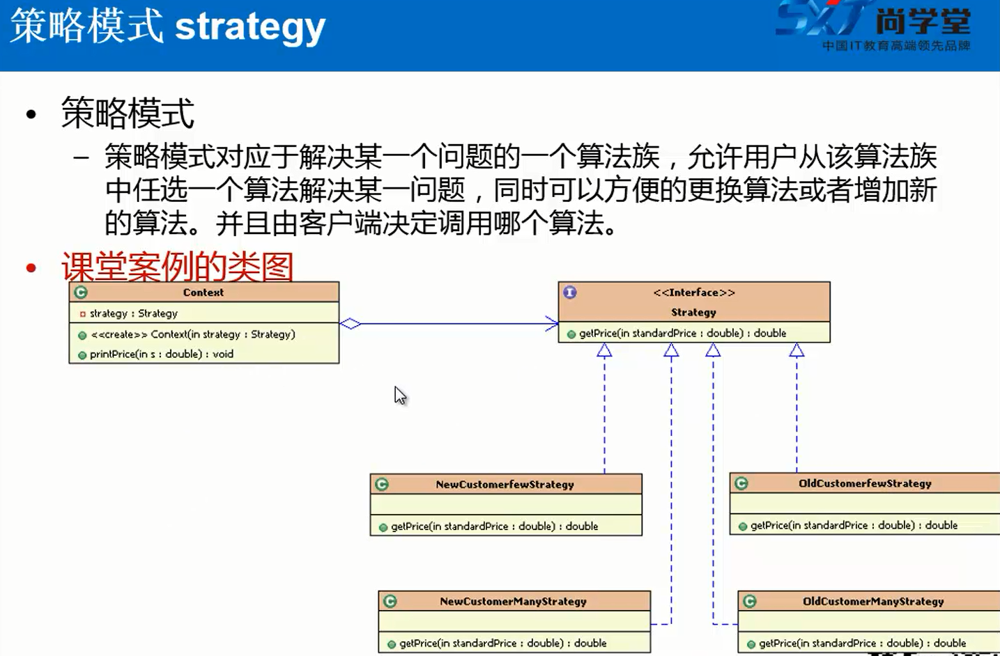 策略模式 strategy
SXT 尚学堂
中国IT教育高端领先品牌
• 策略模式
– 策略模式对应于解决某一个问题的一个算法族，允许用户从该算法族
中任选一个算法解决某一问题，同时可以方便的更换算法或者增加新
的算法。并且由客户端决定调用哪个算法。
• 课堂案例的类图
C Context
strategy : Strategy
<<create>> Context(in strategy : Strategy)
printPrice(in s : double) : void
I <<Interface>>
Strategy
getPrice(in standardPrice : double) : double
C NewCustomerfewStrategy
getPrice(in standardPrice : double) : double
C OldCustomerfewStrategy
getPrice(in standardPrice : double) : double
C NewCustomerManyStrategy
getPrice(in standardPrice : double) : double
C OldCustomerManyStrategy
getPrice(in standardPrice : double) : double